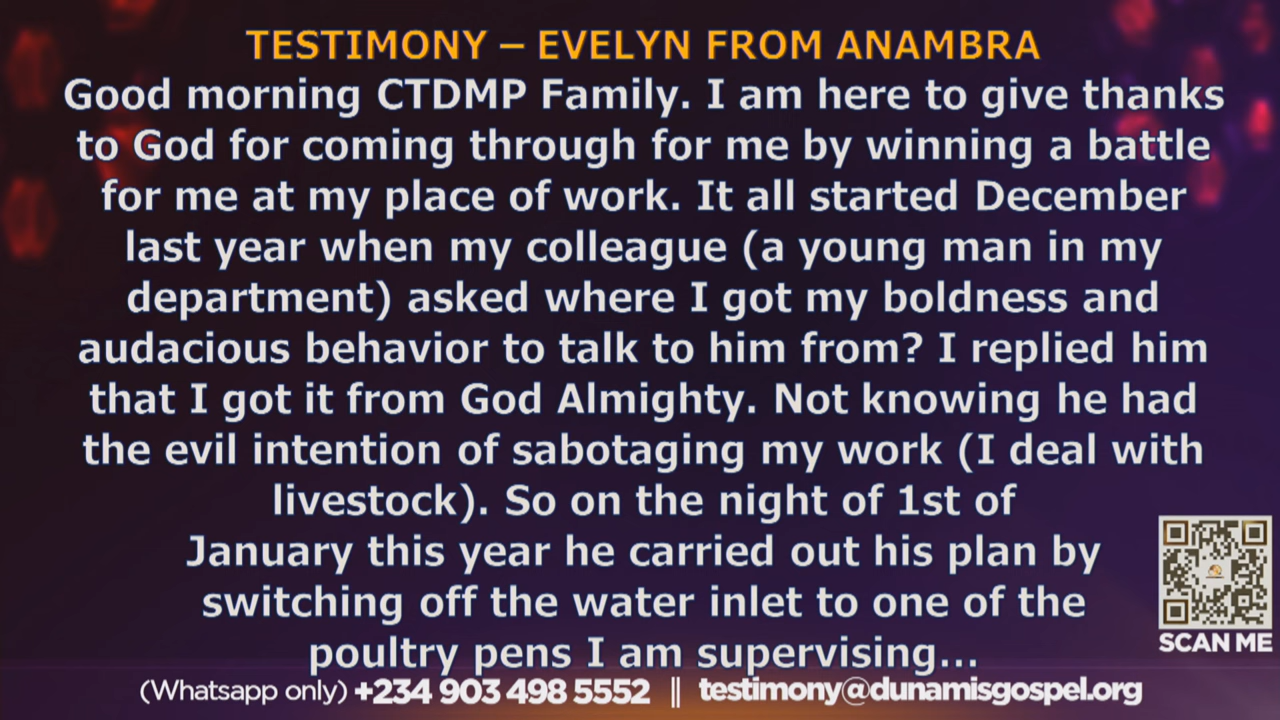 TESTIMONY – EVELYN FROM ANAMBRA
Good morning CTDMP Family. I am here to give thanks
to God for coming through for me by winning a battle
for me at my place of work. It all started December
last year when my colleague (a young man in my
department) asked where I got my boldness and
audacious behavior to talk to him from? I replied him
that I got it from God Almighty. Not knowing he had
the evil intention of sabotaging my work (I deal with
livestock). So on the night of 1st of
January this year he carried out his plan by
switching off the water inlet to one of the
poultry pens I am supervising...
SCAN ME
(Whatsapp only) +234 903 498 5552 || testimony@dunamisgospel.org